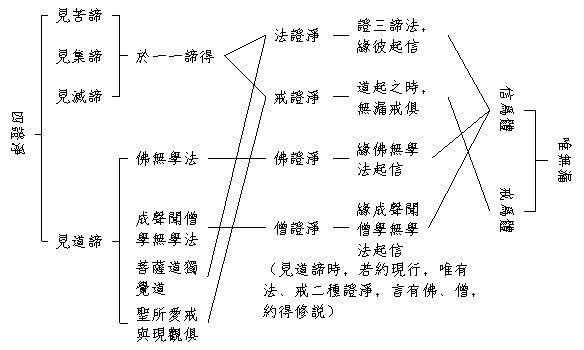 四證淨
見苦諦
見集諦
見滅諦
見道諦
於一一諦得
佛無學法
成聲聞僧
學無學法
菩薩道獨
覺道
聖所愛戒
與現觀俱
法證淨
戒證淨
佛證淨
僧證淨
證三諦法，
緣彼起信
道起之時，
無漏戒俱
緣佛無學
法起信
緣成聲聞
僧學無學
法起信
（見道諦時，若約現行，唯有
法、戒二種證淨，言有佛、僧，
約得修說）
信為體
戒為體
唯無漏